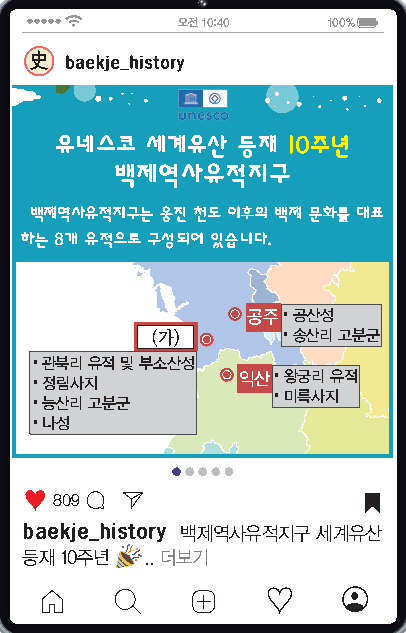 오전 10:40
100%
史 baekje_history
unesco
유네스코 세계유산 등재 10주년
백제역사유적지구
백제역사유적지구는 웅진 천도 이후의 백제 문화를 대표
하는 8개 유적으로 구성되어 있습니다.
공주
· 공산성
· 송산리 고분군
(가)
· 관북리 유적 및 부소산성
· 정림사지
· 능산리 고분군
· 나성
익산
· 왕궁리 유적
· 미륵사지
809
baekje_history 백제역사유적지구 세계유산
등재 10주년 🎉 .. 더보기